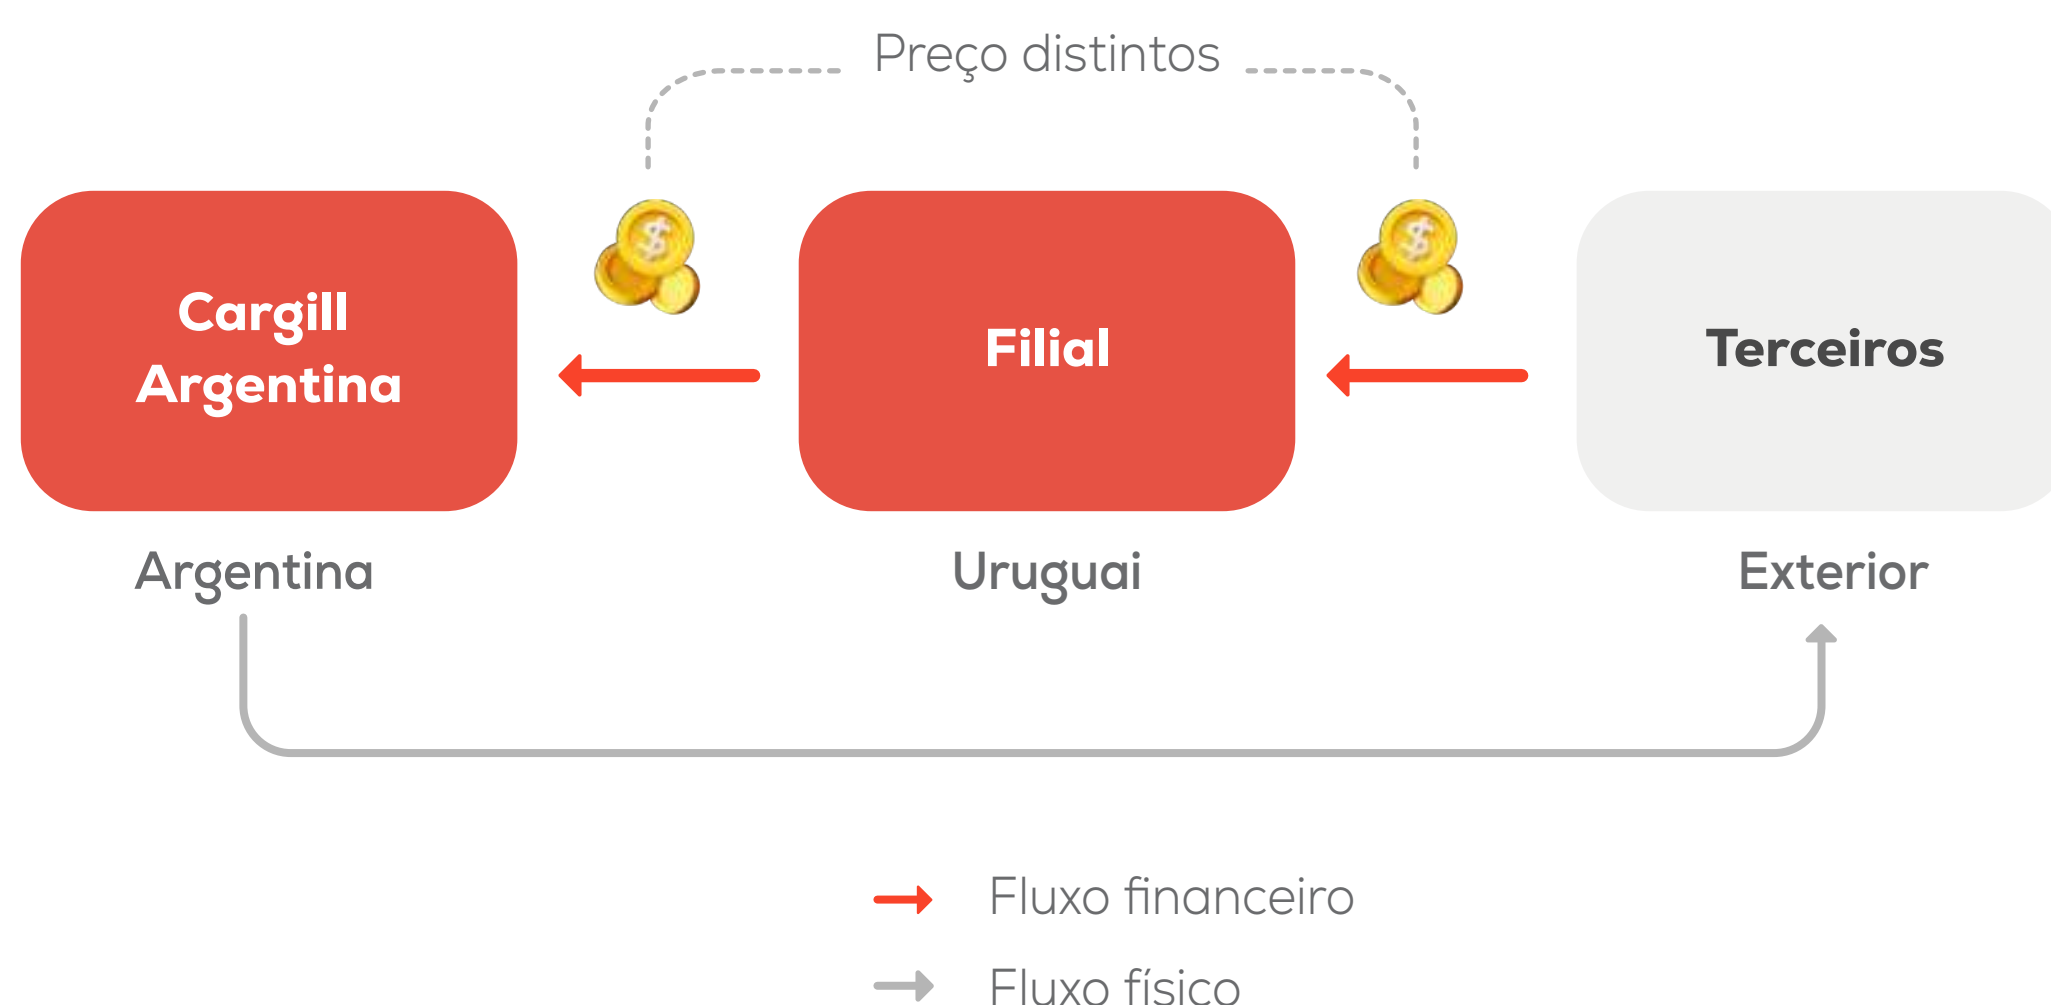 Preço distintos
Cargill
Argentina
Filial
Terceiros
Argentina
Uruguai
Exterior
Fluxo financeiro
Fluxo físico